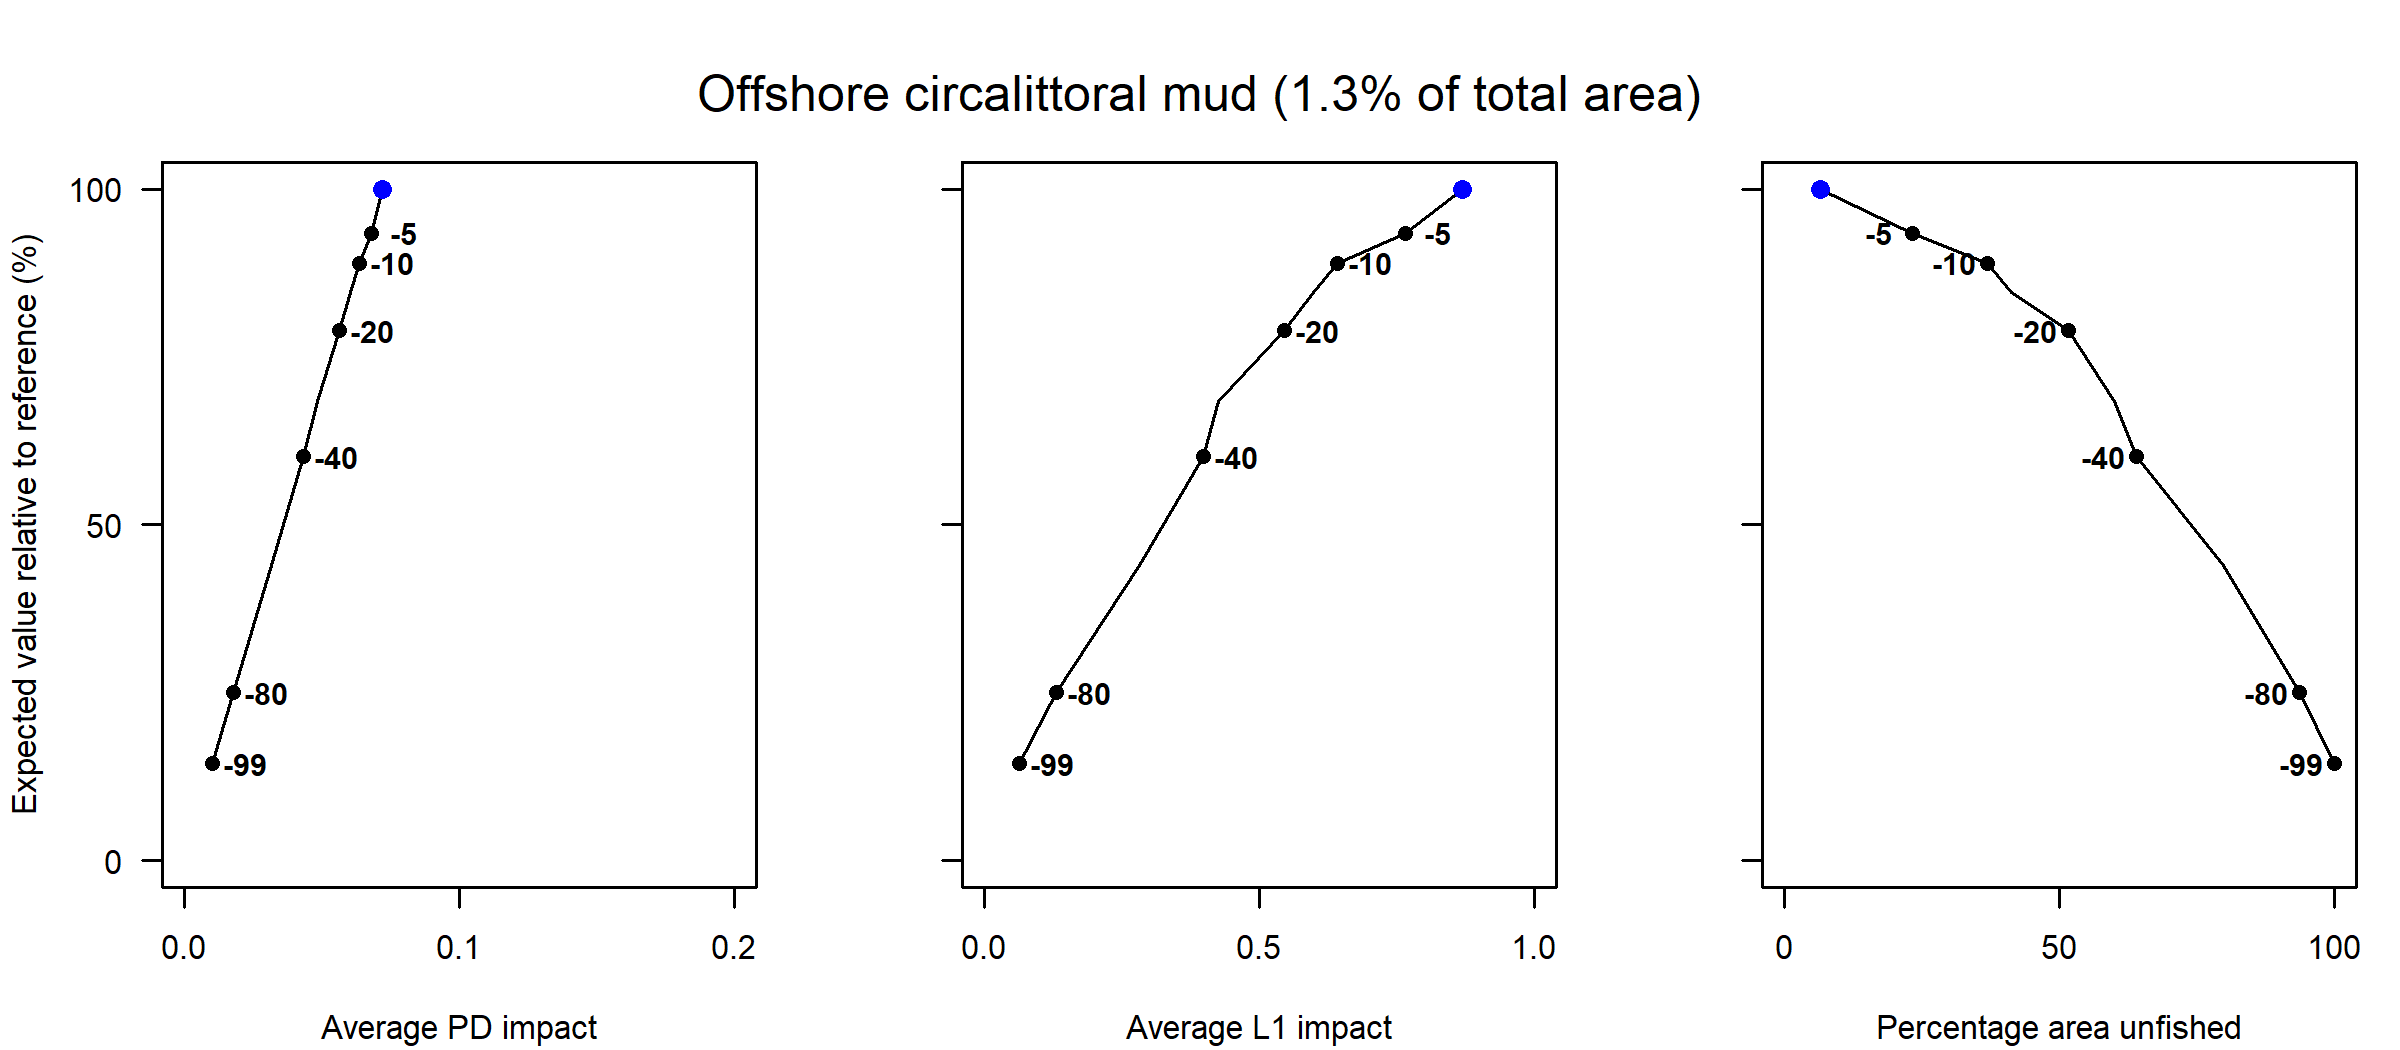 Offshore circalittoral mud (1.3% of total area)
Expected value relative to reference (%)
100
50
0
-5
-10
-20
-40
-80
-99
0.0 0.1 0.2
Average PD impact
-5
-10
-20
-40
-80
-99
0.0 0.5 1.0
Average L1 impact
-5
-10
-20
-40
-80
-99
0 50 100
Percentage area unfished